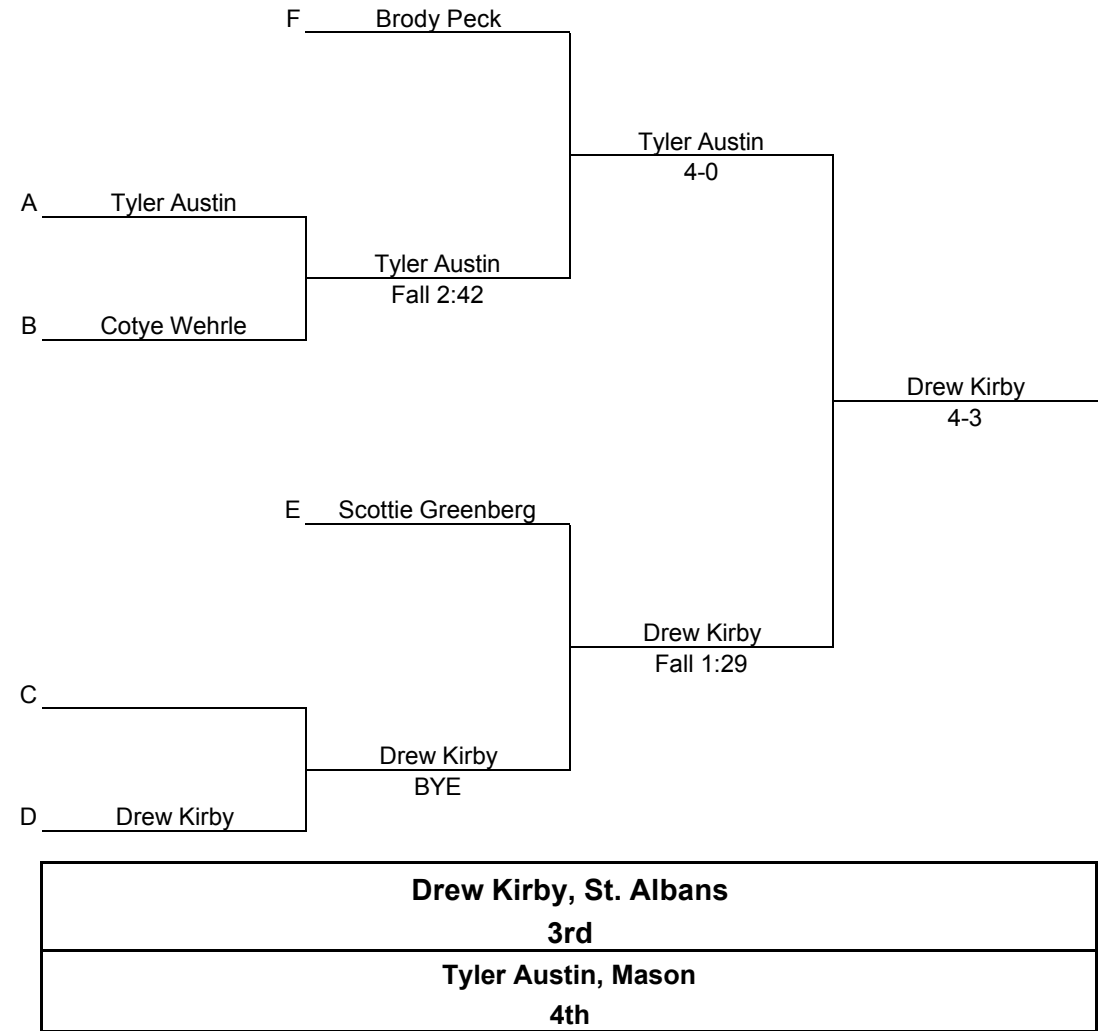 F Brody Peck
Tyler Austin
4-0
A Tyler Austin
Tyler Austin
Fall 2:42
B Cotye Wehrle
Drew Kirby
4-3
E Scottie Greenberg
Drew Kirby
Fall 1:29
C
Drew Kirby
BYE
D Drew Kirby
Drew Kirby, St. Albans
3rd
Tyler Austin, Mason
4th